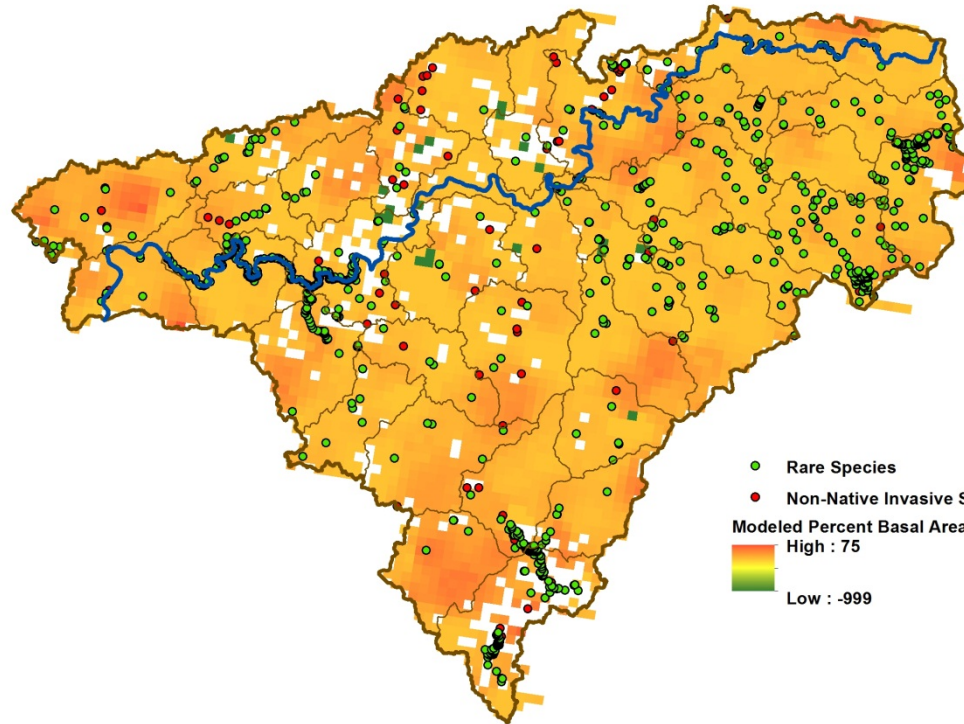 Rare Species
Non-Native Invasive S
Modeled Percent Basal Area
High : 75
Low : -999